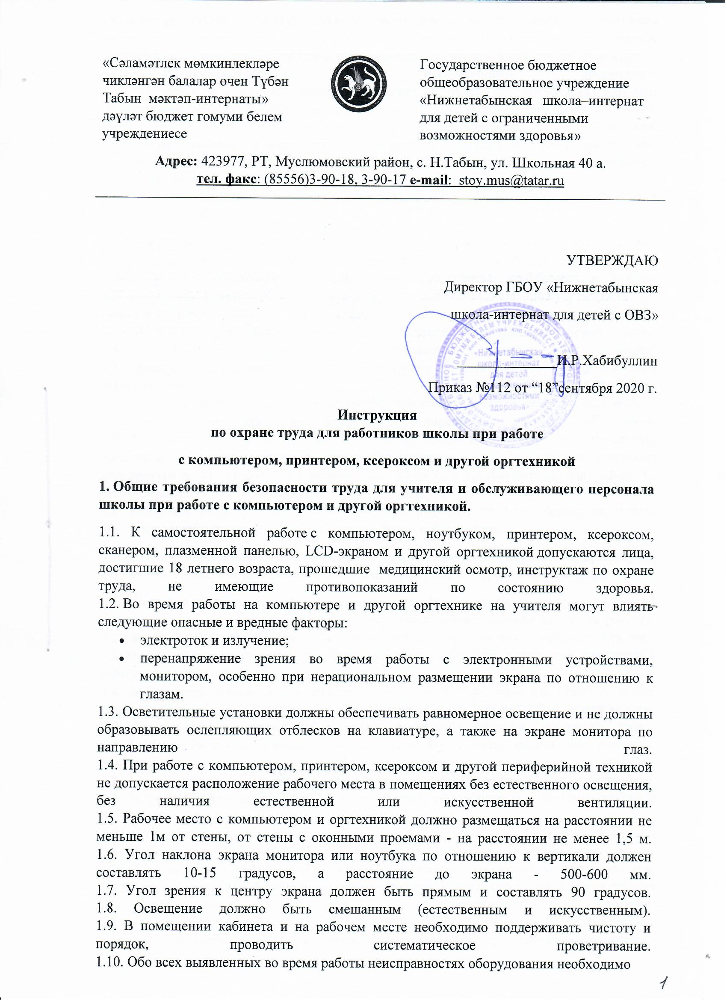 «Сәламәтлек мөмкинлекләре
чикләнгән балалар өчен Түбән
Табын мәктәп-интернаты»
дәүләт бюджет гомуми белем
учреждениесе
Государственное бюджетное
общеобразовательное учреждение
«Нижнетабынская школа–интернат
для детей с ограниченными
возможностями здоровья»
Адрес: 423977, РТ, Муслюмовский район, с. Н.Табын, ул. Школьная 40 а.
тел. факс: (85556)3-90-18, 3-90-17 e-mail: stoy.mus@tatar.ru
УТВЕРЖДАЮ
Директор ГБОУ «Нижнетабынская
школа-интернат для детей с ОВЗ»
______________И.Р.Хабибуллин
Приказ №112 от “18”сентября 2020 г.
«Нижнетабынская
школа-интернат
для детей
возможностями
здоровья»
Инструкция
по охране труда для работников школы при работе
с компьютером, принтером, ксероксом и другой оргтехникой
1. Общие требования безопасности труда для учителя и обслуживающего персонала
школы при работе с компьютером и другой оргтехникой.
1.1. К самостоятельной работе с компьютером, ноутбуком, принтером, ксероксом,
сканером, плазменной панелью, LCD-экраном и другой оргтехникой допускаются лица,
достигшие 18 летнего возраста, прошедшие медицинский осмотр, инструктаж по охране
труда, не имеющие противопоказаний по состоянию здоровья.
1.2. Во время работы на компьютере и другой оргтехнике на учителя могут влиять
следующие опасные и вредные факторы:
• электроток и излучение;
• перенапряжение зрения во время работы с электронными устройствами,
монитором, особенно при нерациональном размещении экрана по отношению к
глазам.
1.3. Осветительные установки должны обеспечивать равномерное освещение и не должны
образовывать ослепляющих отблесков на клавиатуре, а также на экране монитора по
направлению глаз.
1.4. При работе с компьютером, принтером, ксероксом и другой периферийной техникой
не допускается расположение рабочего места в помещениях без естественного освещения,
без наличия естественной или искусственной вентиляции.
1.5. Рабочее место с компьютером и оргтехникой должно размещаться на расстоянии не
меньше 1м от стены, от стены с оконными проемами - на расстоянии не менее 1,5 м.
1.6. Угол наклона экрана монитора или ноутбука по отношению к вертикали должен
составлять 10-15 градусов, а расстояние до экрана - 500-600 мм.
1.7. Угол зрения к центру экрана должен быть прямым и составлять 90 градусов.
1.8. Освещение должно быть смешанным (естественным и искусственным).
1.9. В помещении кабинета и на рабочем месте необходимо поддерживать чистоту и
порядок, проводить систематическое проветривание.
1.10. Обо всех выявленных во время работы неисправностях оборудования необходимо
1